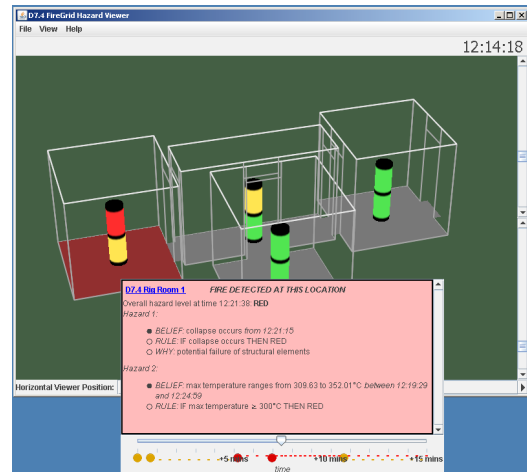 D7.4 FireGrid Hazard Viewer
File View Help
12:14:18
D7.4 Rig Room 1 FIRE DETECTED AT THIS LOCATION
Overall hazard level at time 12:21:38: RED
Hazard 1:
BELIEF: collapse occurs from 12:21:15
RULE: IF collapse occurs THEN RED
WHY: potential failure of structural elements
Hazard 2:
BELIEF: max temperature ranges from 309.63 to 352.01°C between 12:19:29
and 12:24:59
RULE: IF max temperature ≥ 300°C THEN RED
Horizontal Viewer Position:
+5 mins +10 mins +15 mins
time